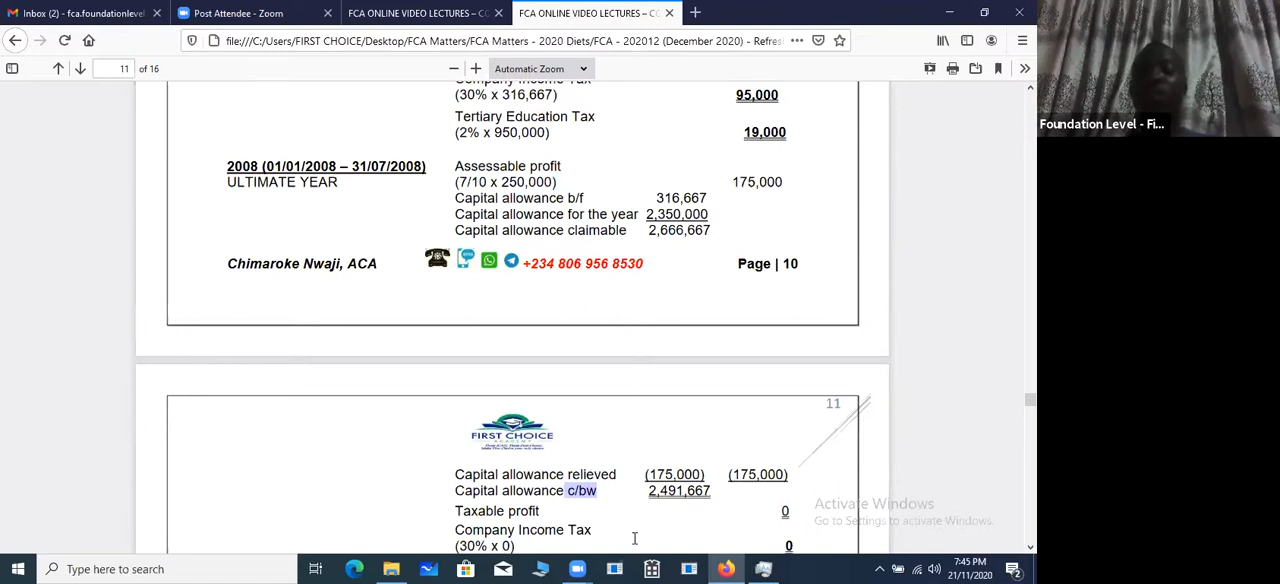 Inbox (2) - fca.foundationlevel
Post Attendee - Zoom
FCA ONLINE VIDEO LECTURES – CC
FCA ONLINE VIDEO LECTURES – CC
file:///C:/Users/FIRST CHOICE/Desktop/FCA Matters/FCA Matters - 2020 Diets/FCA - 202012 (December 2020) - Refres
11 of 16
Automatic Zoom
Foundation Level - Fi...
Company Income Tax
(30% x 316,667) 95,000
Tertiary Education Tax
(2% x 950,000) 19,000
2008 (01/01/2008 – 31/07/2008) Assessable profit
ULTIMATE YEAR (7/10 x 250,000) 175,000
Capital allowance b/f 316,667
Capital allowance for the year 2,350,000
Capital allowance claimable 2,666,667
Chimaroke Nwaji, ACA +234 806 956 8530 Page | 10
11
FIRST CHOICE
Capital allowance relieved (175,000) (175,000)
Capital allowance c/bw 2,491,667
Taxable profit 0
Company Income Tax
(30% x 0) 0
Activate Windows
Go to Settings to activate Windows.
Type here to search
7:45 PM
21/11/2020
2